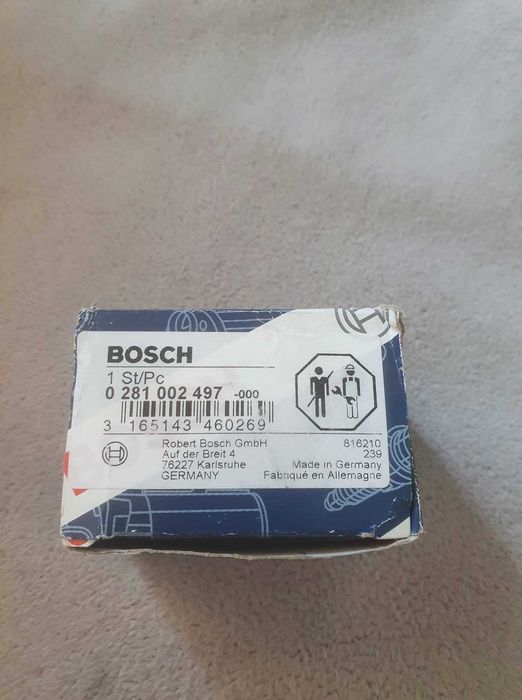 BOSCH
1 St/Pc
0 281 002 497 -000
3 165143 460269
Robert Bosch GmbH
Auf der Breit 4
76227 Karlsruhe
GERMANY
816210
239
Made in Germany
Fabriqué en Allemagne